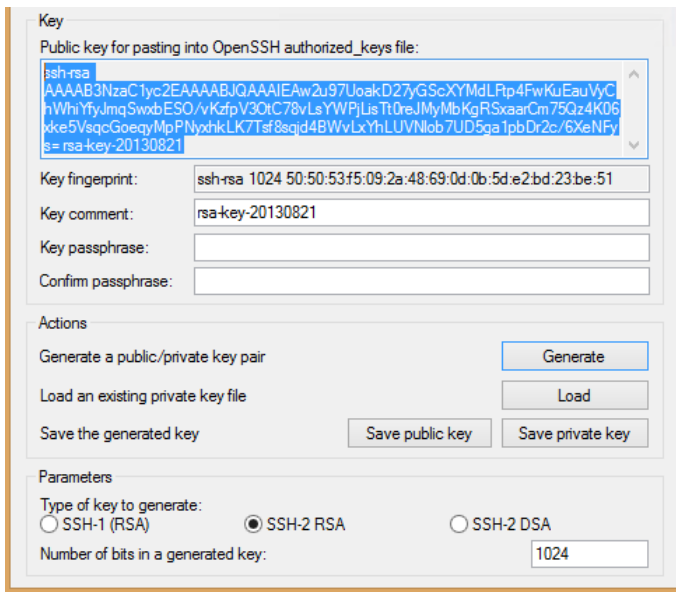 Key
Public key for pasting into OpenSSH authorized_keys file:
ssh-rsa
AAAAB3NzaC1yc2EAAAABJQAAAIEAw2u97UoakD27yGScXYMdLFtp4FwKuEauVyC
hWhiYfyJmqSwxbESO/vKzfpV3OtC78vLsYWPjLisTt0reJMyMbKgRSxaarCm75Qz4K06
xke5VsqcGoeqyMpPNyxhkLK7Tsf8sqjd4BWvLxYhLUVNlob7UD5ga1pbDr2c/6XeNFy
s= rsa-key-20130821
Key fingerprint: ssh-rsa 1024 50:50:53:f5:09:2a:48:69:0d:0b:5d:e2:bd:23:be:51
Key comment: rsa-key-20130821
Key passphrase:
Confirm passphrase:
Actions
Generate a public/private key pair Generate
Load an existing private key file Load
Save the generated key Save public key Save private key
Parameters
Type of key to generate:
SSH-1 (RSA) SSH-2 RSA SSH-2 DSA
Number of bits in a generated key: 1024